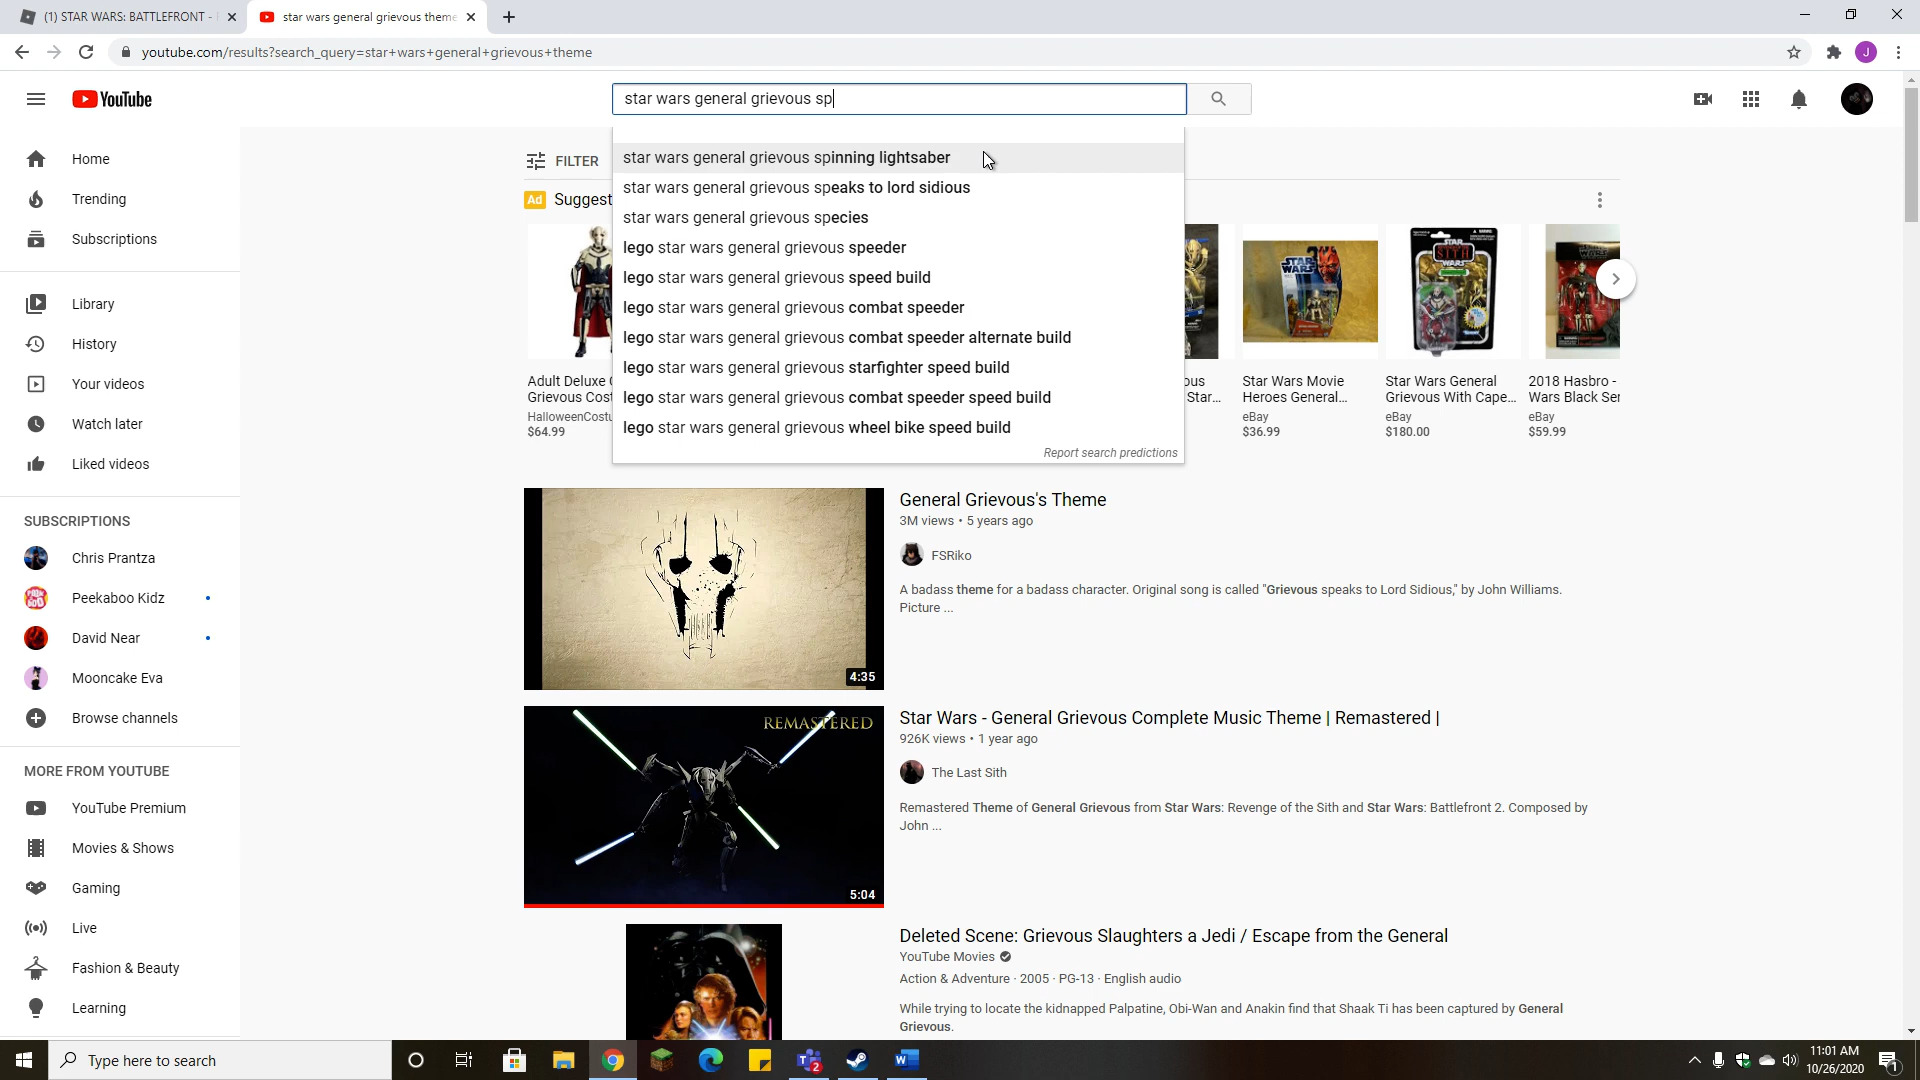 (1) STAR WARS: BATTLEFRONT -
star wars general grievous theme
youtube.com/results?search_query=star+wars+general+grievous+theme
J
YouTube
star wars general grievous sp
Home
Trending
Subscriptions
Library
History
Your videos
Watch later
Liked videos
SUBSCRIPTIONS
Chris Prantza
Peekaboo Kidz
David Near
Mooncake Eva
Browse channels
MORE FROM YOUTUBE
YouTube Premium
Movies & Shows
Gaming
Live
Fashion & Beauty
Learning
FILTER
Ad Suggest
star wars general grievous spinning lightsaber
star wars general grievous speaks to lord sidious
star wars general grievous species
lego star wars general grievous speeder
lego star wars general grievous speed build
lego star wars general grievous combat speeder
lego star wars general grievous combat speeder alternate build
lego star wars general grievous starfighter speed build
lego star wars general grievous combat speeder speed build
lego star wars general grievous wheel bike speed build
Report search predictions
Adult Deluxe
Grievous Cost
HalloweenCostu
$64.99
ous
Star...
Star Wars Movie
Heroes General...
eBay
$36.99
Star Wars General
Grievous With Cape...
eBay
$180.00
2018 Hasbro -
Wars Black Ser
eBay
$59.99
General Grievous's Theme
3M views • 5 years ago
FSRiko
A badass theme for a badass character. Original song is called "Grievous speaks to Lord Sidious," by John Williams.
Picture ...
4:35
REMASTERED
5:04
Star Wars - General Grievous Complete Music Theme | Remastered |
926K views • 1 year ago
The Last Sith
Remastered Theme of General Grievous from Star Wars: Revenge of the Sith and Star Wars: Battlefront 2. Composed by
John ...
Deleted Scene: Grievous Slaughters a Jedi / Escape from the General
YouTube Movies
Action & Adventure · 2005 · PG-13 · English audio
While trying to locate the kidnapped Palpatine, Obi-Wan and Anakin find that Shaak Ti has been captured by General
Grievous.
Type here to search
11:01 AM
10/26/2020